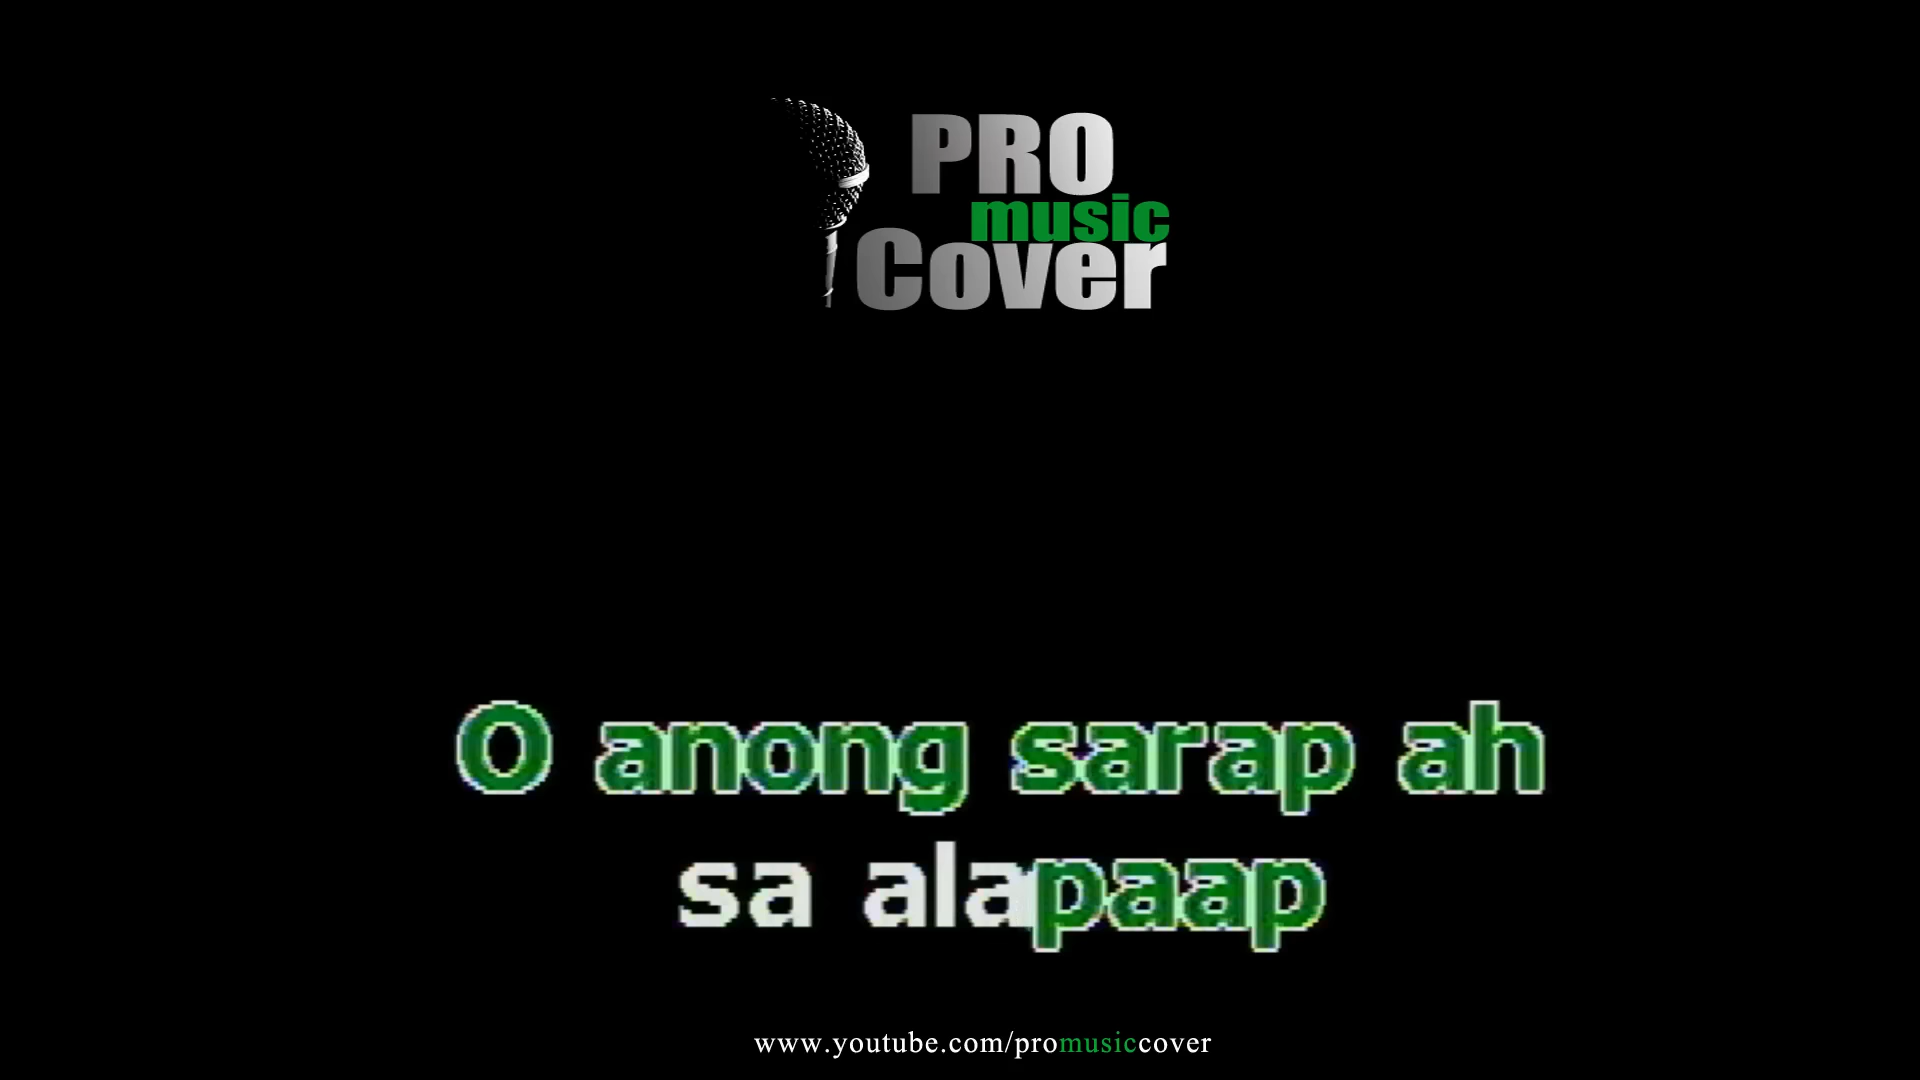 PRO
music
Cover
O anong sarap ah
sa alapaap
www.youtube.com/promusiccover